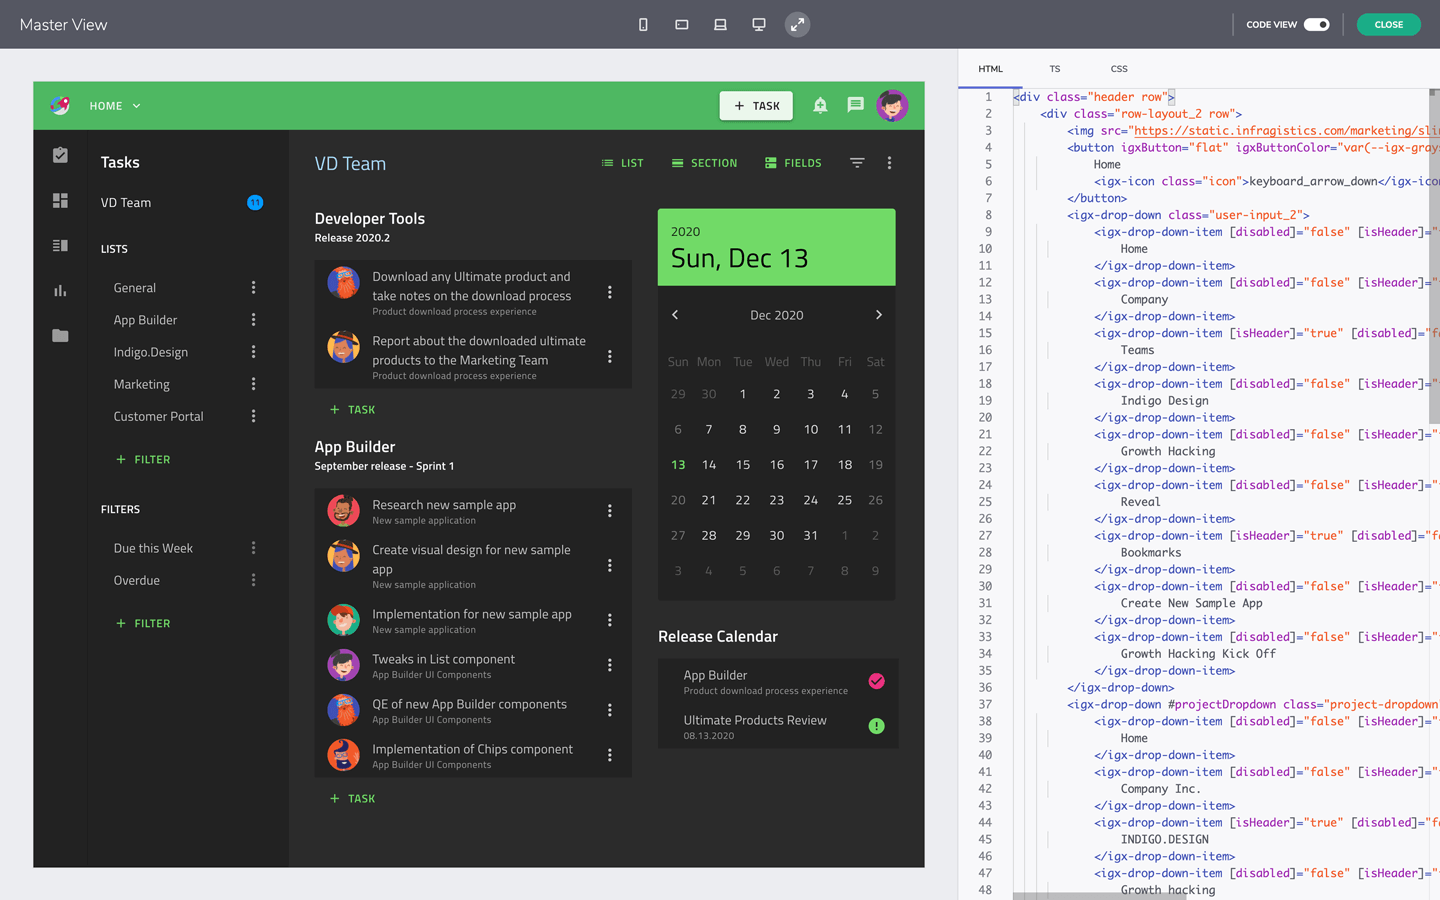 Master View
CODE VIEW
CLOSE
HOME
+ TASK
Tasks
VD Team
11
LISTS
General
App Builder
Indigo.Design
Marketing
Customer Portal
+ FILTER
FILTERS
Due this Week
Overdue
+ FILTER
VD Team
LIST
SECTION
FIELDS
Developer Tools
Release 2020.2
Download any Ultimate product and
take notes on the download process
Product download process experience
Report about the downloaded ultimate
products to the Marketing Team
Product download process experience
+ TASK
App Builder
September release - Sprint 1
Research new sample app
New sample application
Create visual design for new sample
app
New sample application
Implementation for new sample app
New sample application
Tweaks in List component
App Builder UI Components
QE of new App Builder components
App Builder UI Components
Implementation of Chips component
App Builder UI Components
+ TASK
2020
Sun, Dec 13
Dec 2020
Sun Mon Tue Wed Thu Fri Sat
29 30 1 2 3 4 5
6 7 8 9 10 11 12
13 14 15 16 17 18 19
20 21 22 23 24 25 26
27 28 29 30 31 1 2
3 4 5 6 7 8 9
Release Calendar
App Builder
Product download process experience
Ultimate Products Review
08.13.2020
HTML TS CSS
1 <div class="header row">
2 <div class="row-layout_2 row">
3 <img src="https://static.infragistics.com/marketing/sli
4 <button igxButton="flat" igxButtonColor="var(--igx-grays
5 Home
6 <igx-icon class="icon">keyboard_arrow_down</igx-ico
7 </button>
8 <igx-drop-down class="user-input_2">
9 <igx-drop-down-item [disabled]="false" [isHeader]="
10 Home
11 </igx-drop-down-item>
12 <igx-drop-down-item [disabled]="false" [isHeader]="
13 Company
14 </igx-drop-down-item>
15 <igx-drop-down-item [isHeader]="true" [disabled]="fa
16 Teams
17 </igx-drop-down-item>
18 <igx-drop-down-item [disabled]="false" [isHeader]="
19 Indigo Design
20 </igx-drop-down-item>
21 <igx-drop-down-item [disabled]="false" [isHeader]="
22 Growth Hacking
23 </igx-drop-down-item>
24 <igx-drop-down-item [disabled]="false" [isHeader]="
25 Reveal
26 </igx-drop-down-item>
27 <igx-drop-down-item [isHeader]="true" [disabled]="fa
28 Bookmarks
29 </igx-drop-down-item>
30 <igx-drop-down-item [disabled]="false" [isHeader]="
31 Create New Sample App
32 </igx-drop-down-item>
33 <igx-drop-down-item [disabled]="false" [isHeader]="
34 Growth Hacking Kick Off
35 </igx-drop-down-item>
36 </igx-drop-down>
37 <igx-drop-down #projectDropdown class="project-dropdown
38 <igx-drop-down-item [disabled]="false" [isHeader]="
39 Home
40 </igx-drop-down-item>
41 <igx-drop-down-item [disabled]="false" [isHeader]="
42 Company Inc.
43 </igx-drop-down-item>
44 <igx-drop-down-item [isHeader]="true" [disabled]="fa
45 INDIGO.DESIGN
46 </igx-drop-down-item>
47 <igx-drop-down-item [disabled]="false" [isHeader]="
48 Growth hacking